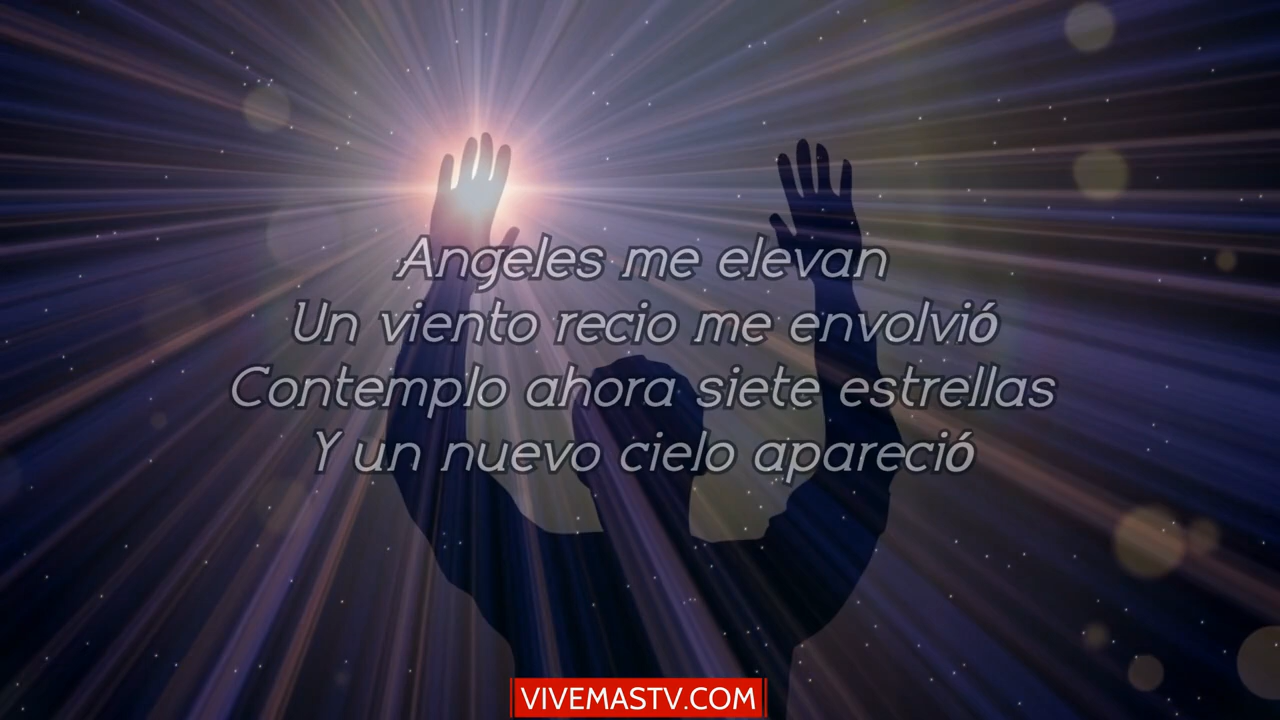 Angeles me elevan
Un viento recio me envolvió
Contemplo ahora siete estrellas
Y un nuevo cielo apareció
VIVEMASTV.COM